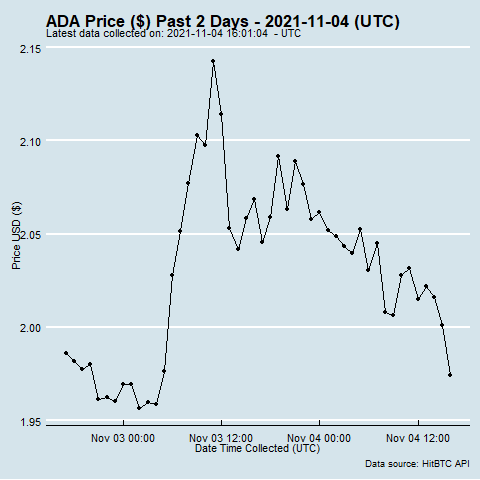 ADA Price ($) Past 2 Days - 2021-11-04 (UTC)
Latest data collected on: 2021-11-04 16:01:04 - UTC
2.15
2.10
2.05
2.00
1.95
Price USD ($)
Nov 03 00:00 Nov 03 12:00 Nov 04 00:00 Nov 04 12:00
Date Time Collected (UTC)
Data source: HitBTC API